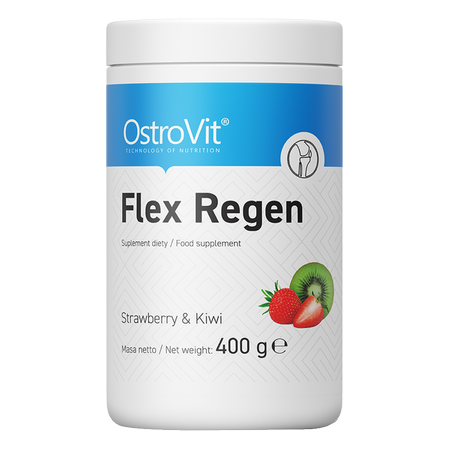 OstroVit®
TECHNOLOGY OF NUTRITION
Flex Regen
Suplement diety / Food supplement
Strawberry & Kiwi
Masa netto / Net weight: 400 g ℮